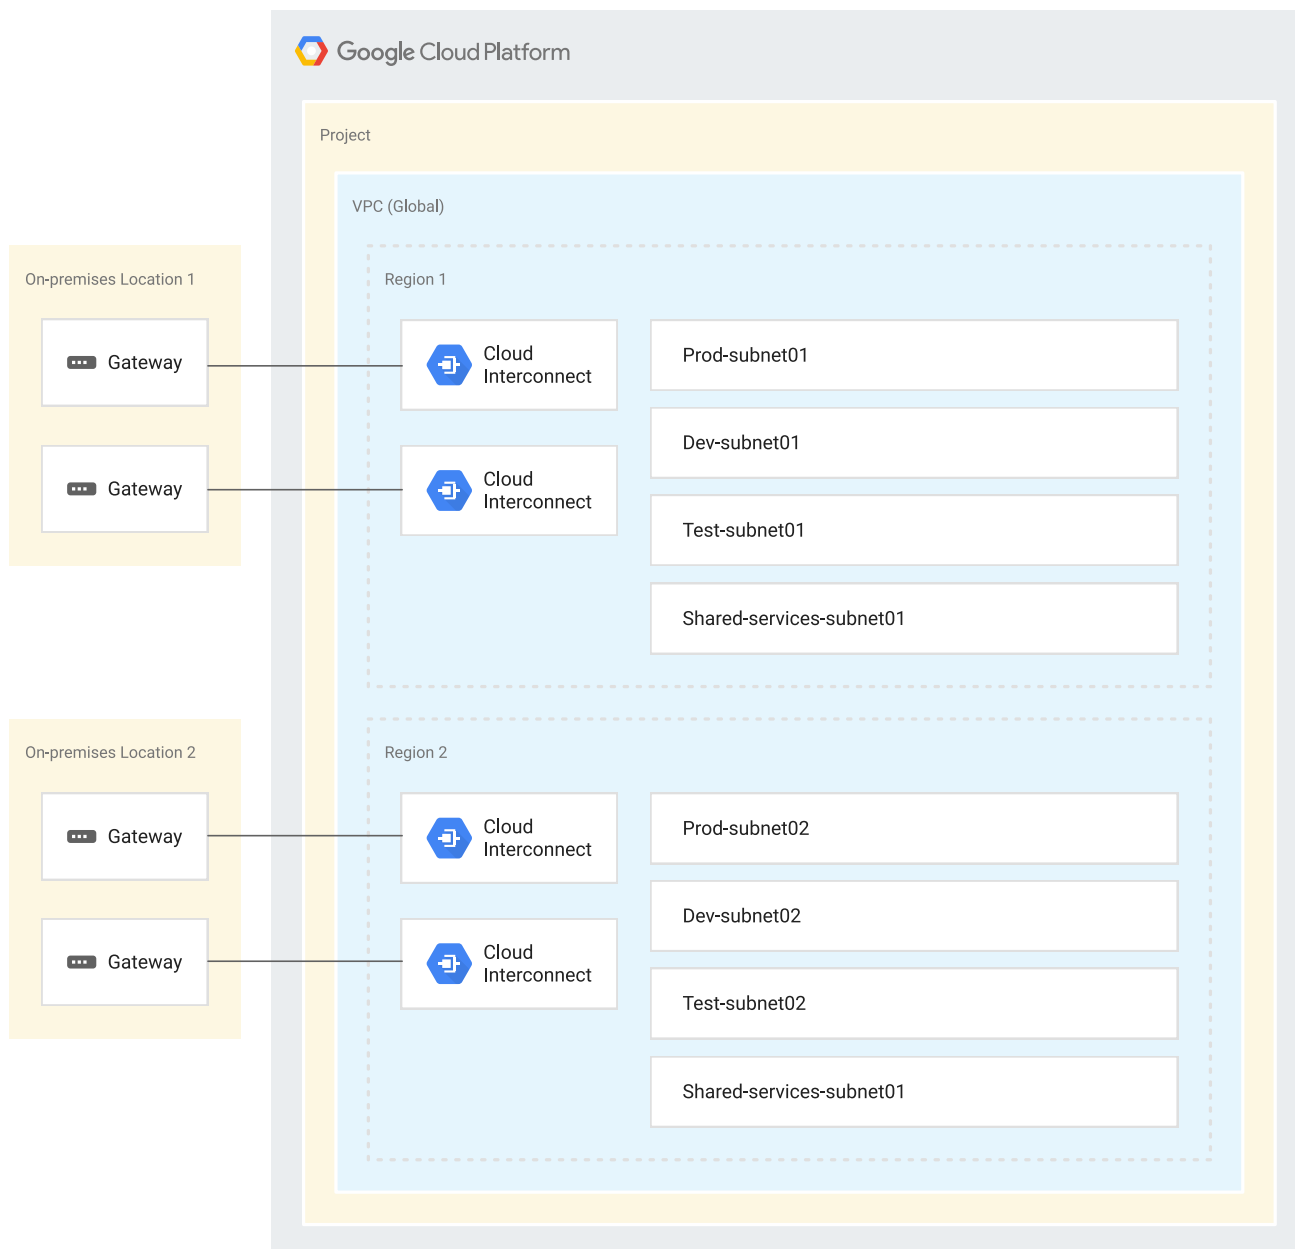 Google Cloud Platform
Project
VPC (Global)
On-premises Location 1
Gateway
Gateway
Region 1
Cloud
Interconnect
Cloud
Interconnect
Prod-subnet01
Dev-subnet01
Test-subnet01
Shared-services-subnet01
On-premises Location 2
Gateway
Gateway
Region 2
Cloud
Interconnect
Cloud
Interconnect
Prod-subnet02
Dev-subnet02
Test-subnet02
Shared-services-subnet01